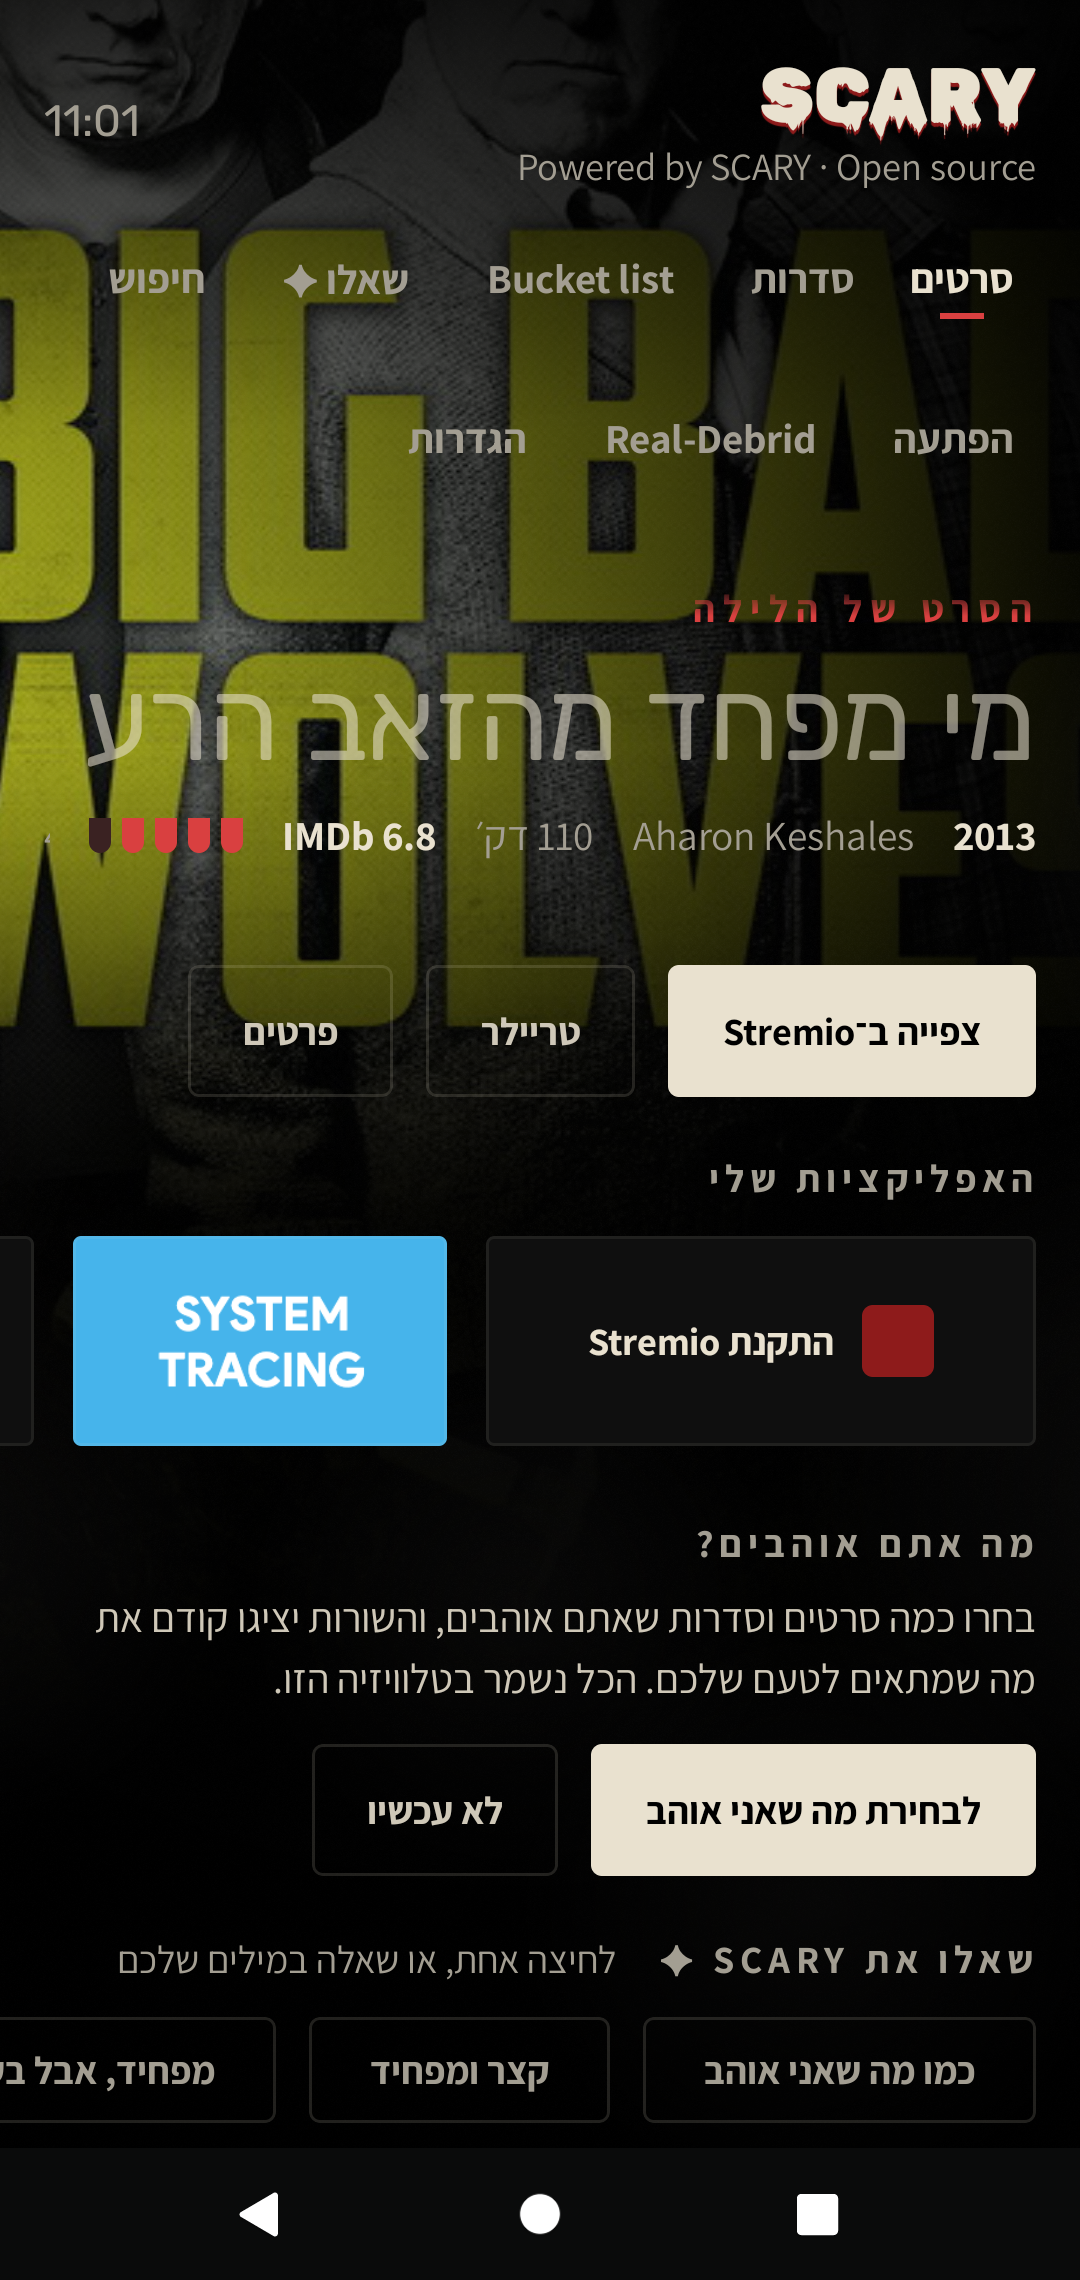 11:01
SCARY
Powered by SCARY · Open source
סרטים סדרות Bucket list שאלו ✦ חיפוש
הפתעה Real-Debrid הגדרות
BIG BAD
WOLVES
הסרט של הלילה
מי מפחד מהזאב הרע
2013 Aharon Keshales 110 דק׳ IMDb 6.8
צפייה ב־Stremio טריילר פרטים
האפליקציות שלי
התקנת Stremio SYSTEM TRACING
מה אתם אוהבים?
בחרו כמה סרטים וסדרות שאתם אוהבים, והשורות יציגו קודם את
מה שמתאים לטעם שלכם. הכל נשמר בטלוויזיה הזו.
לבחירת מה שאני אוהב לא עכשיו
שאלו את SCARY ✦ לחיצה אחת, או שאלה במילים שלכם
כמו מה שאני אוהב קצר ומפחיד מפחיד, אבל